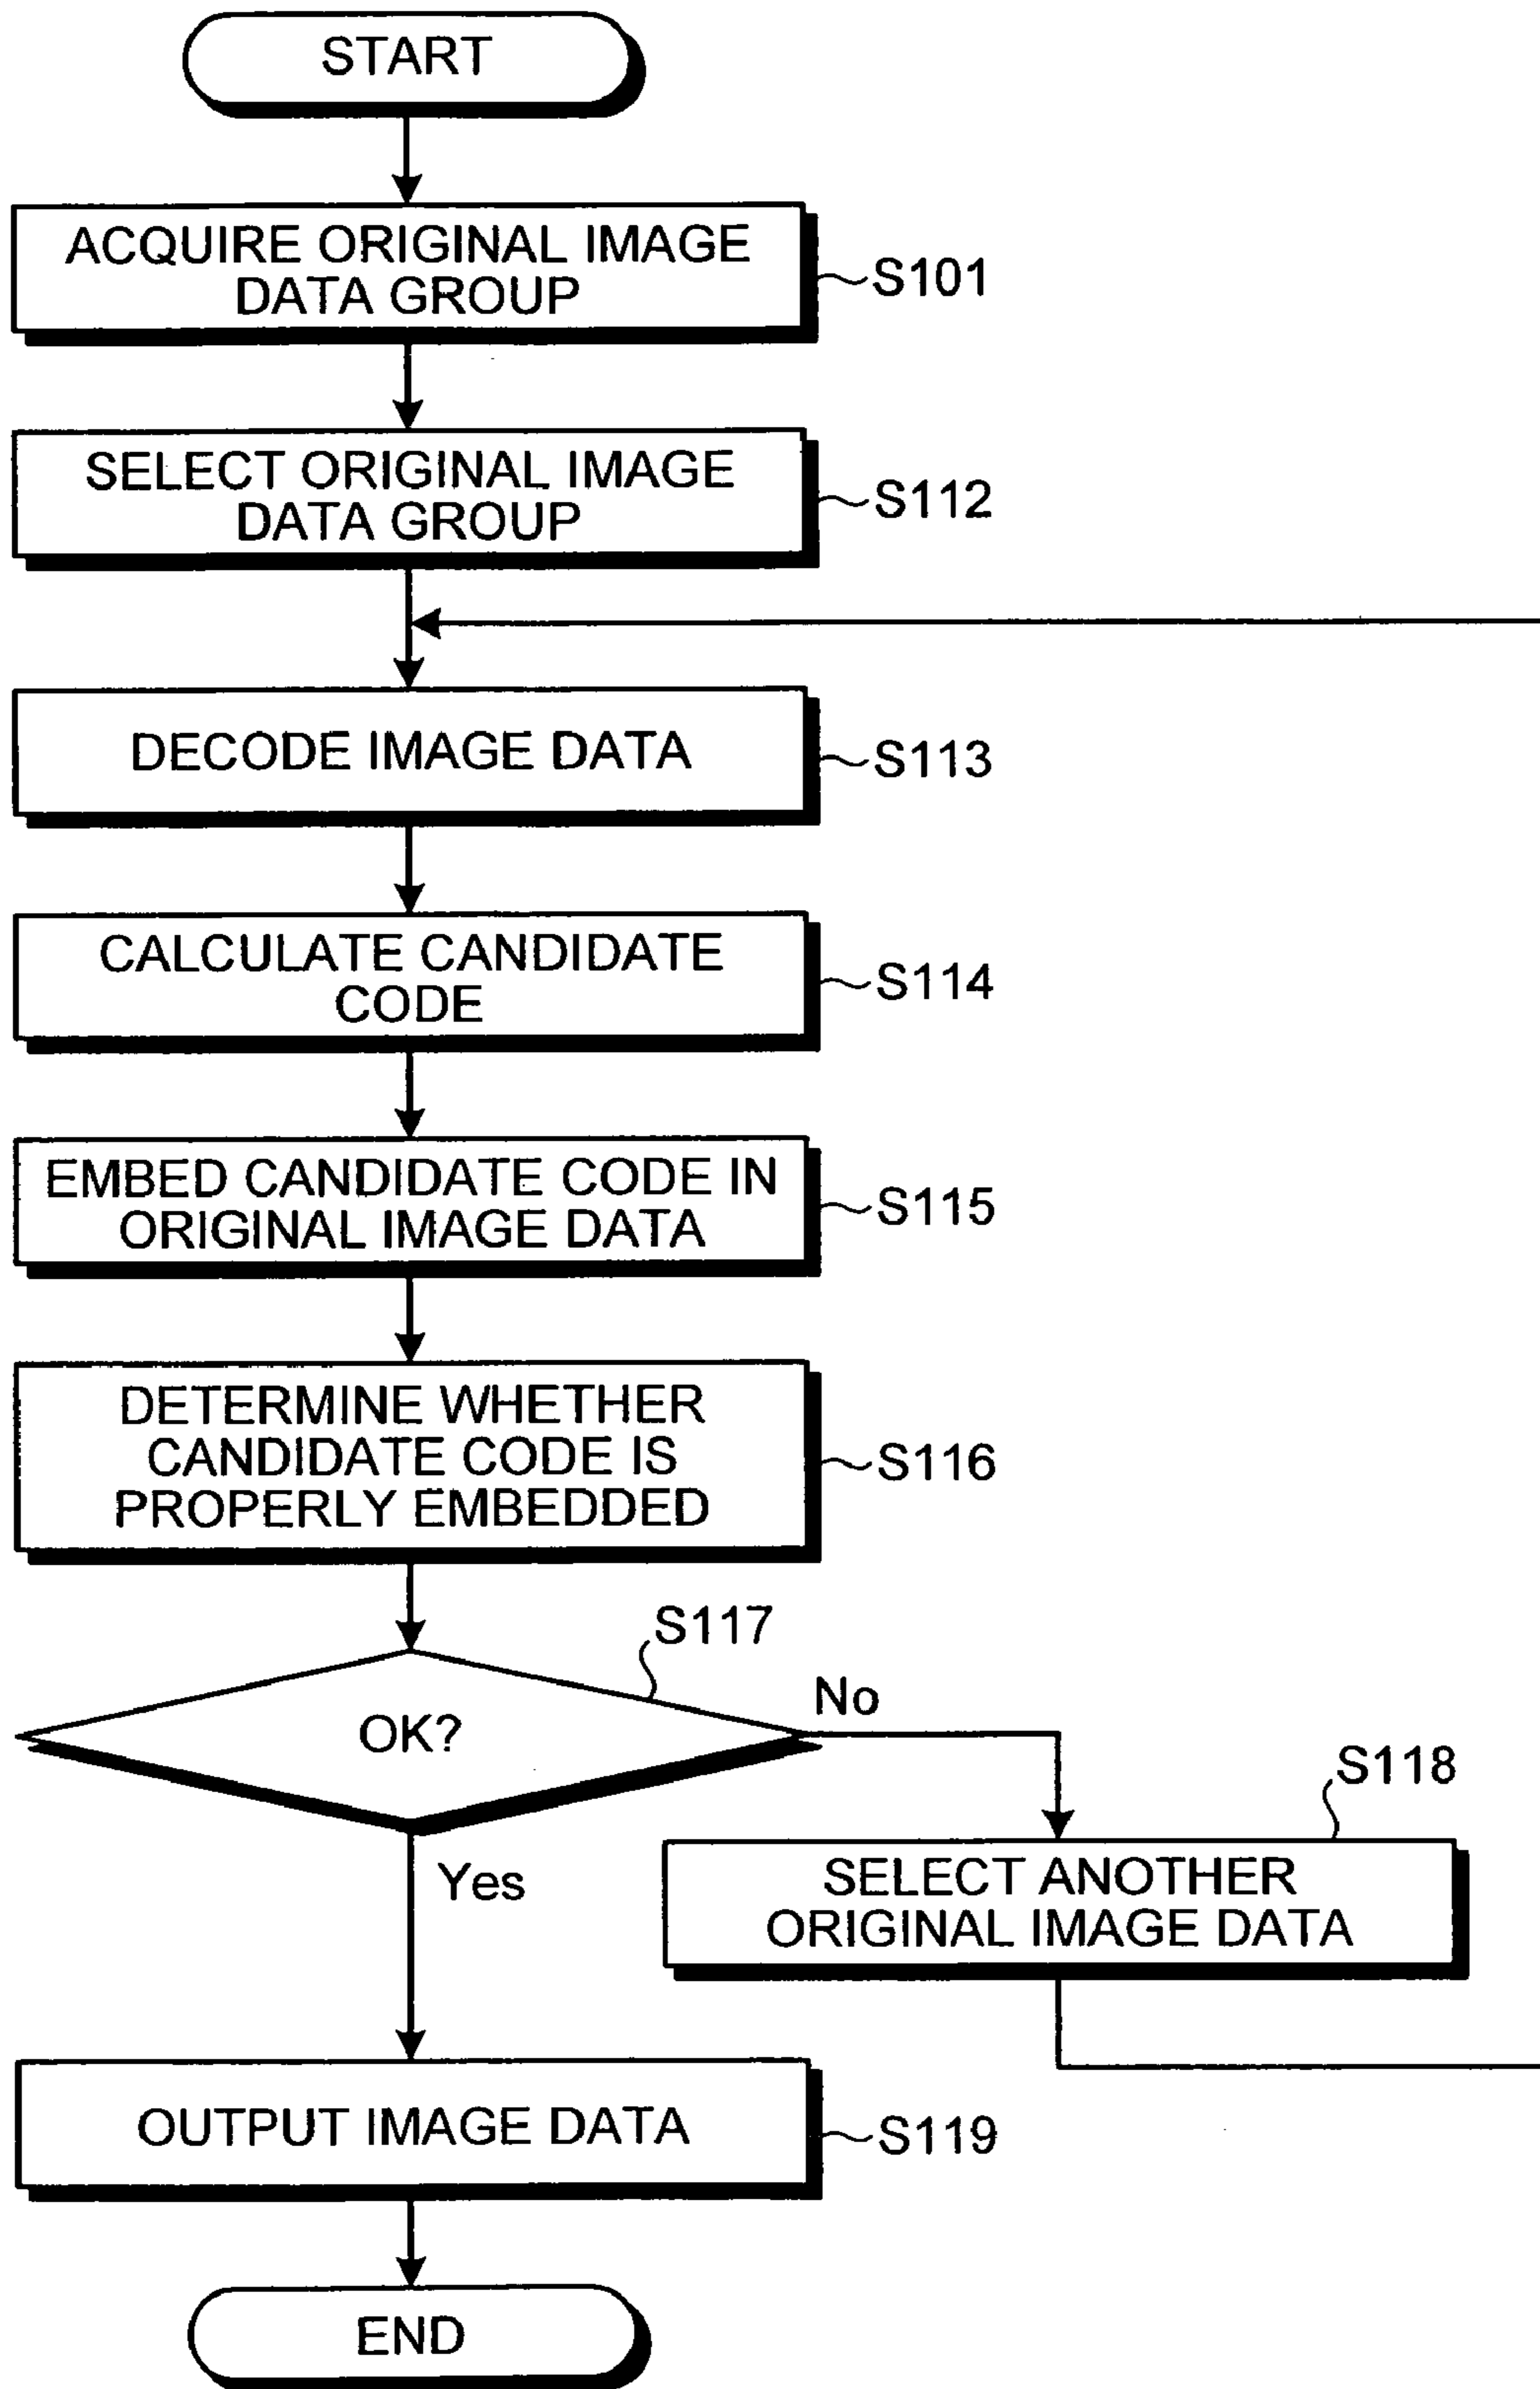 START
ACQUIRE ORIGINAL IMAGE
DATA GROUP
S101
SELECT ORIGINAL IMAGE
DATA GROUP
S112
DECODE IMAGE DATA
S113
CALCULATE CANDIDATE
CODE
S114
EMBED CANDIDATE CODE IN
ORIGINAL IMAGE DATA
S115
DETERMINE WHETHER
CANDIDATE CODE IS
PROPERLY EMBEDDED
S116
S117
OK?
No
S118
SELECT ANOTHER
ORIGINAL IMAGE DATA
Yes
OUTPUT IMAGE DATA
S119
END